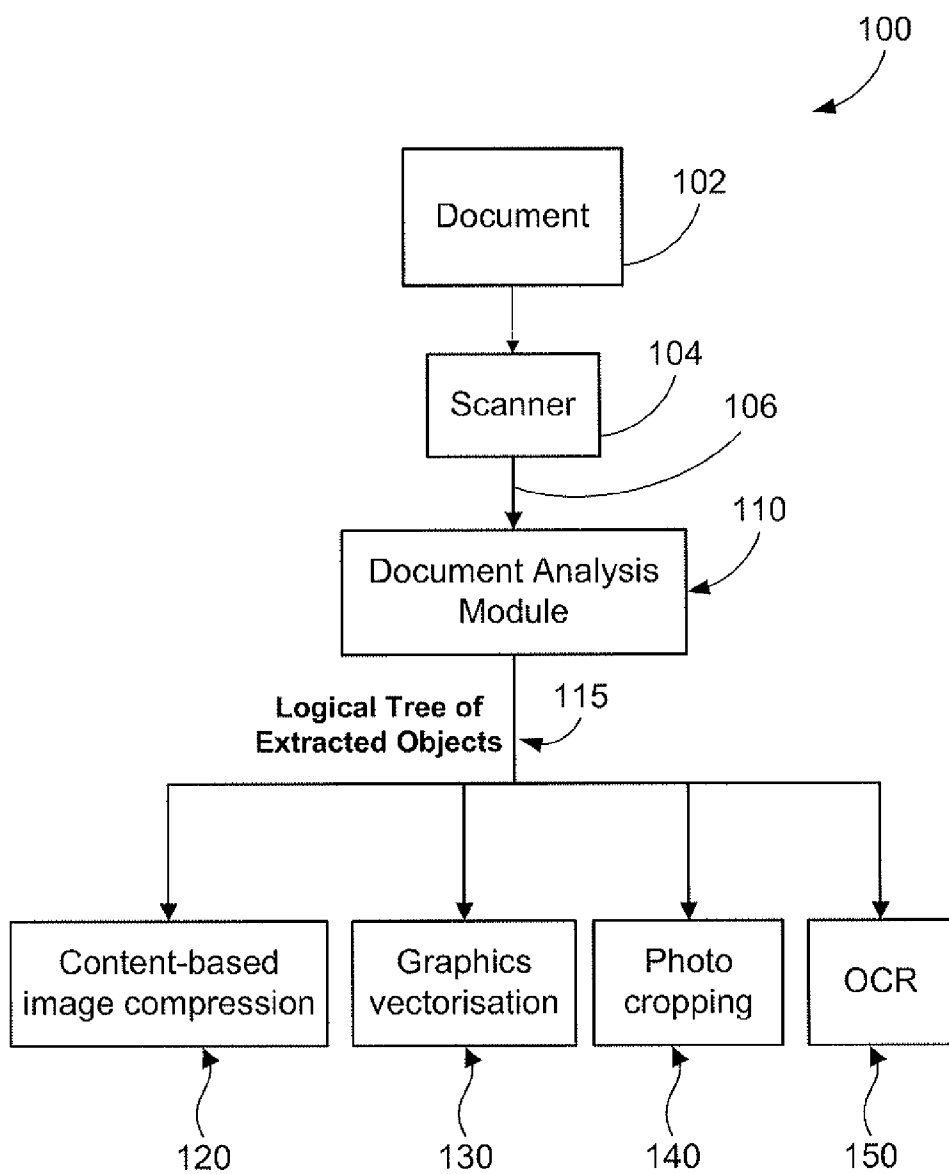 100
Document
102
Scanner
104
106
Document Analysis
Module
110
Logical Tree of
Extracted Objects
115
Content-based
image compression
Graphics
vectorisation
Photo
cropping
OCR
120
130
140
150